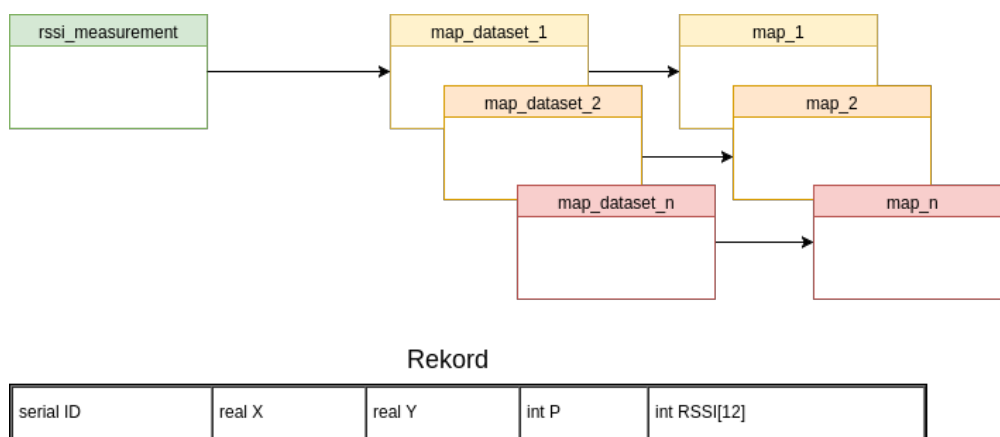 rssi_measurement
map_dataset_1
map_1
map_dataset_2
map_2
map_dataset_n
map_n
Rekord
serial ID real X real Y int P int RSSI[12]